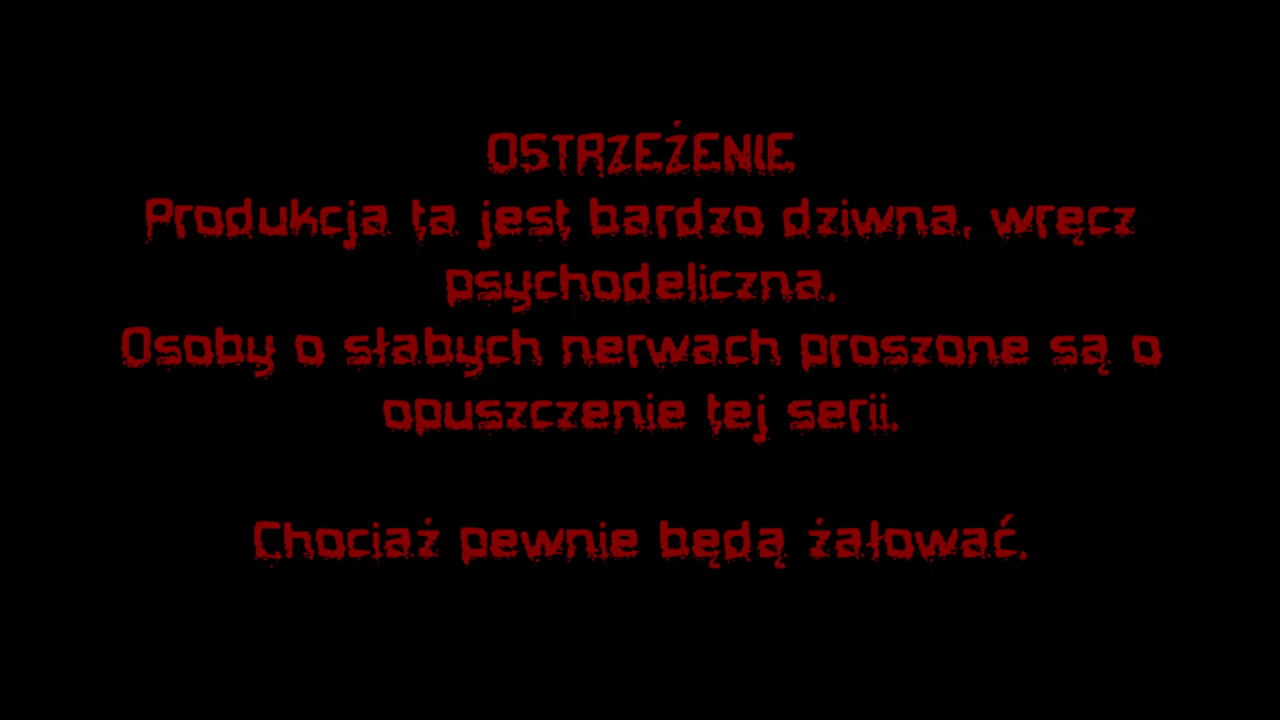 OSTRZEŻENIE
Produkcja ta jest bardzo dziwna, wręcz
psychodeliczna.
Osoby o słabych nerwach proszone są o
opuszczenie tej serii.
Chociaż pewnie będą żałować.